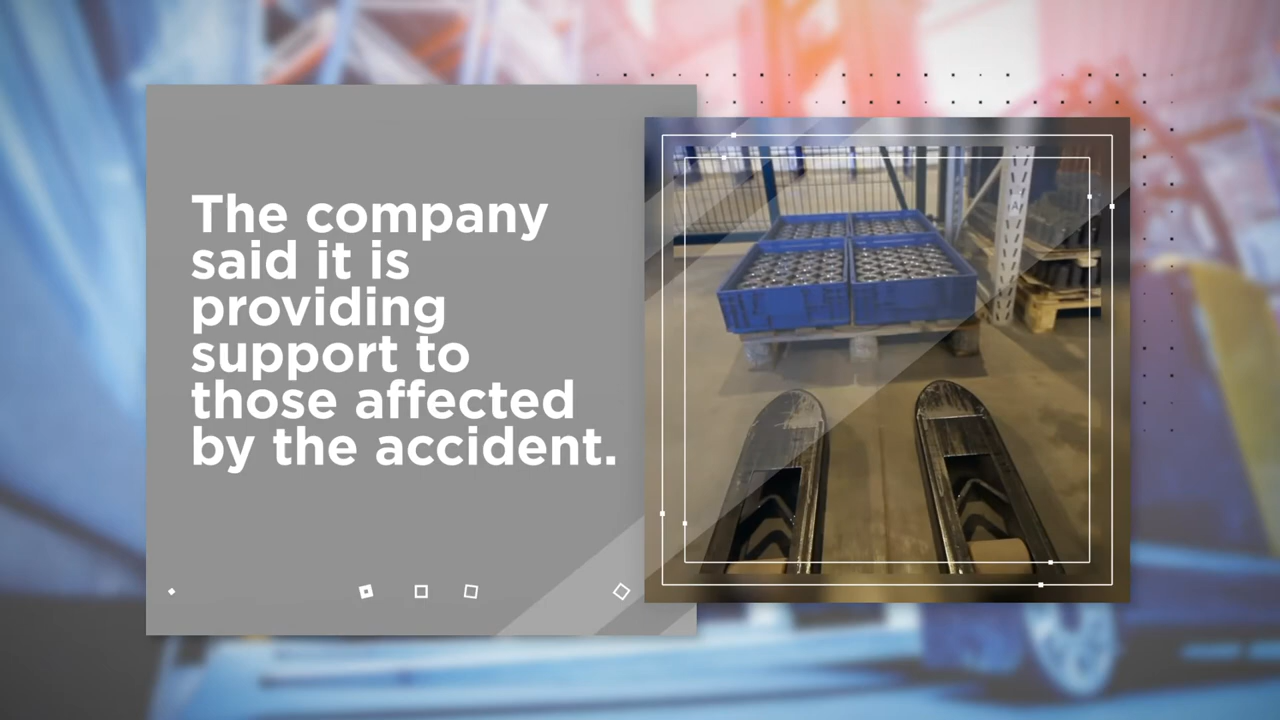 The company
said it is
providing
support to
those affected
by the accident.